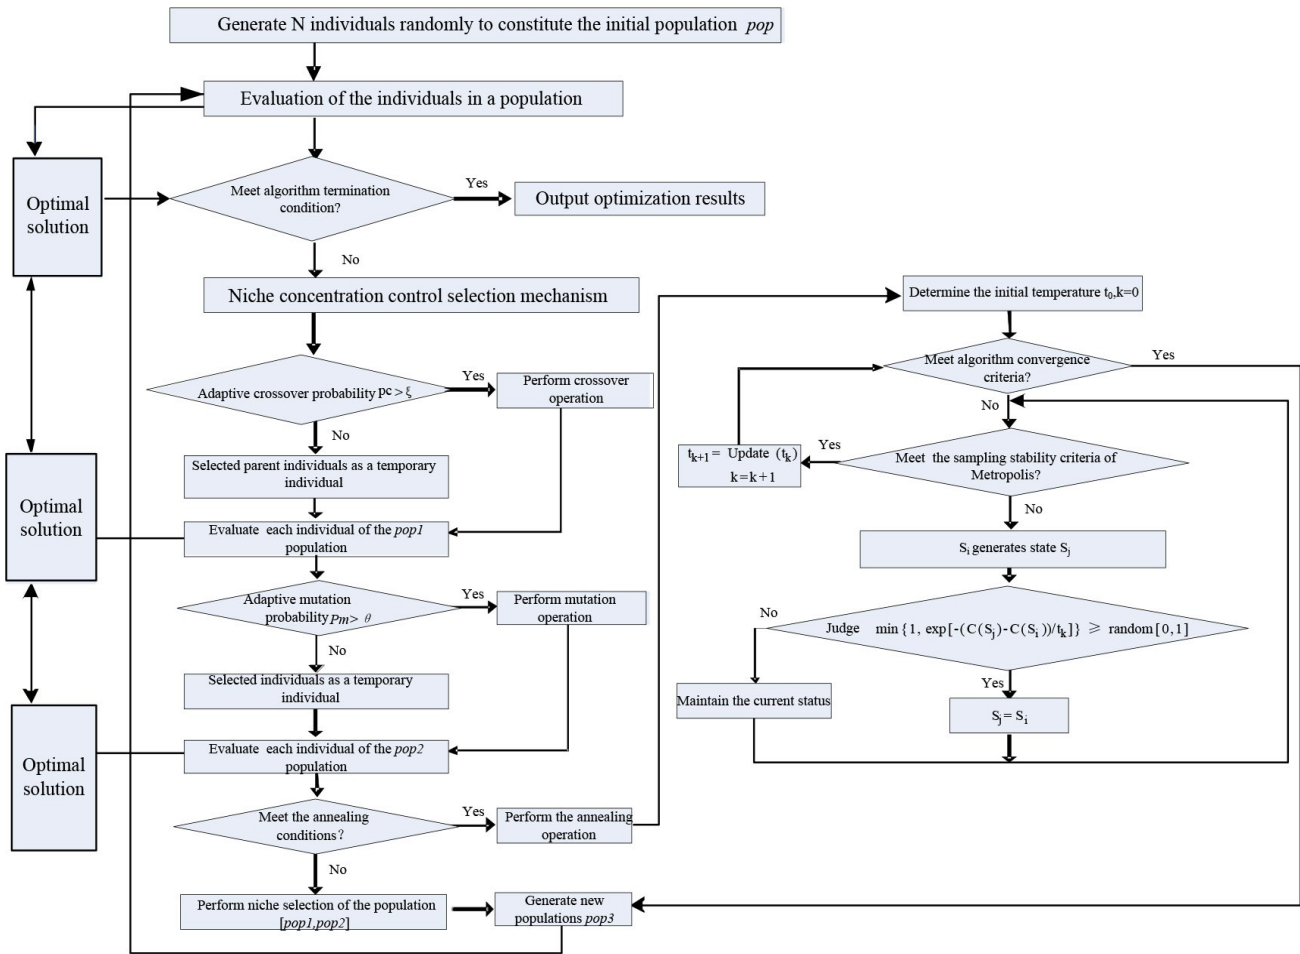 Generate N individuals randomly to constitute the initial population pop
Evaluation of the individuals in a population
Optimal
solution
Meet algorithm termination
condition?
Yes
Output optimization results
No
Niche concentration control selection mechanism
Adaptive crossover probability pc>ξ
Yes
Perform crossover
operation
No
Selected parent individuals as a temporary
individual
Optimal
solution
Evaluate each individual of the pop1
population
Adaptive mutation
probability Pm> θ
Yes
Perform mutation
operation
No
Selected individuals as a temporary
individual
Optimal
solution
Evaluate each individual of the pop2
population
Meet the annealing
conditions?
Yes
Perform the annealing
operation
No
Perform niche selection of the population
[pop1,pop2]
Generate new
populations pop3
Determine the initial temperature t0,k=0
Meet algorithm convergence
criteria?
Yes
No
tk+1= Update (tk)
k=k+1
Yes
Meet the sampling stability criteria of
Metropolis?
No
Si generates state Sj
No
Judge min{1, exp[-(C(Sj)-C(Si))/tk]} ≥ random[0,1]
Yes
Maintain the current status
Sj=Si